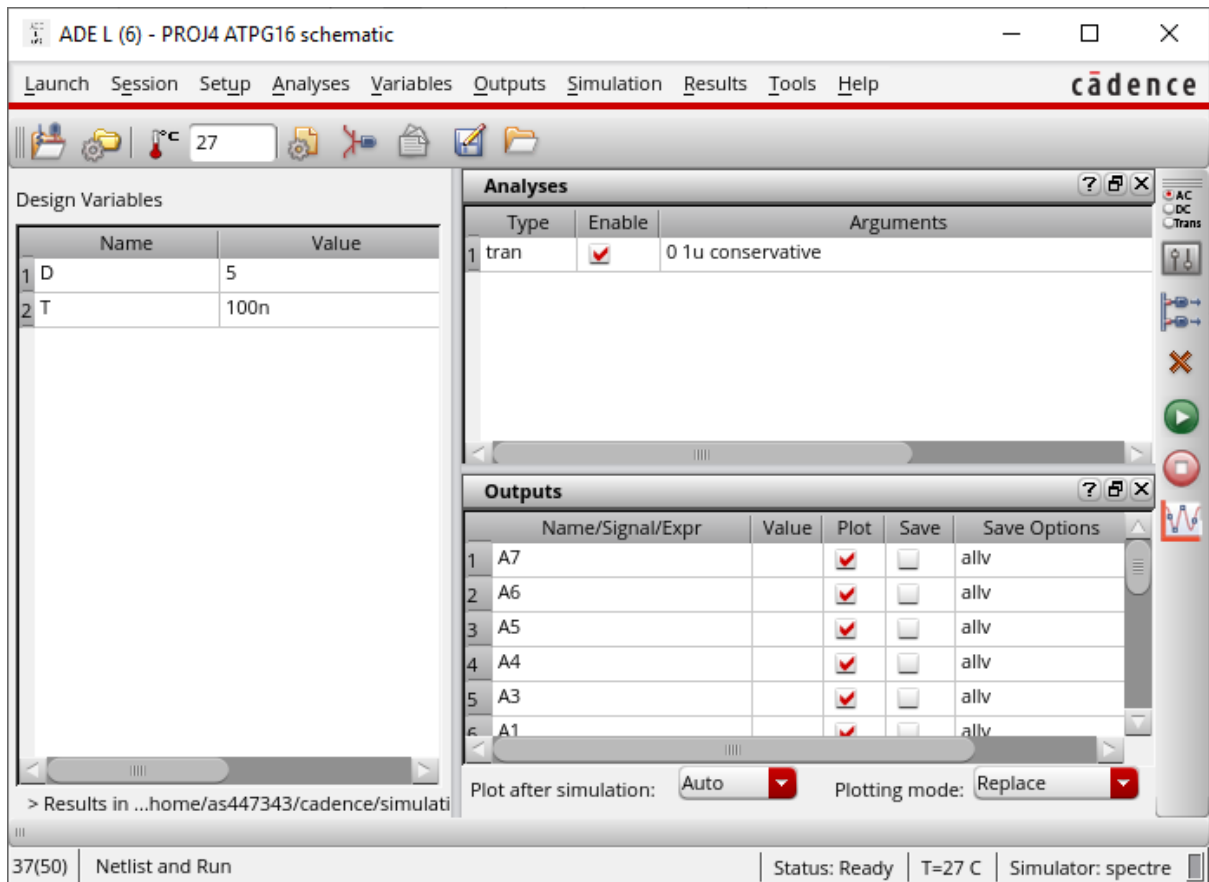 ADE L (6) - PROJ4 ATPG16 schematic
Launch Session Setup Analyses Variables Outputs Simulation Results Tools Help cādence
°C 27
Design Variables
Name Value
1 D 5
2 T 100n
> Results in ...home/as447343/cadence/simulati
Analyses
Type Enable Arguments
1 tran 0 1u conservative
Outputs
Name/Signal/Expr Value Plot Save Save Options
1 A7 allv
2 A6 allv
3 A5 allv
4 A4 allv
5 A3 allv
6 A1 allv
Plot after simulation: Auto Plotting mode: Replace
AC
DC
Trans
37(50) Netlist and Run Status: Ready T=27 C Simulator: spectre